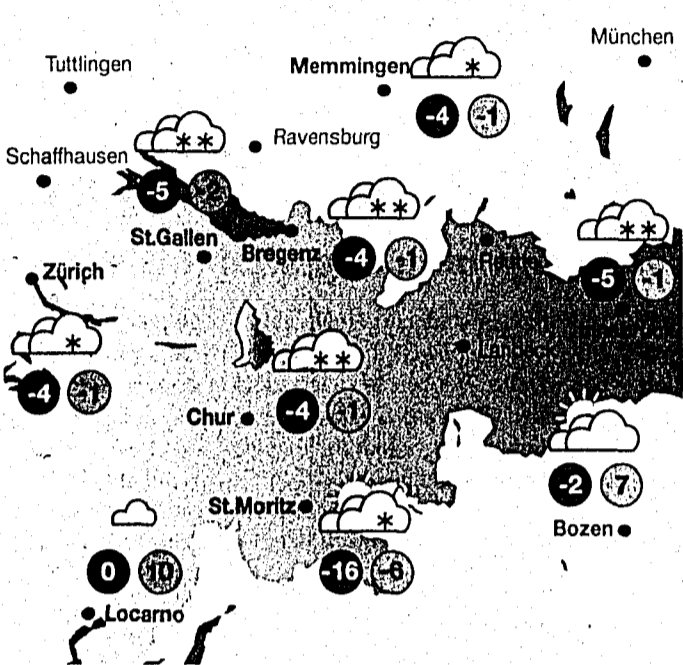 München
Tuttlingen
Memmingen
-4 -1
Ravensburg
Schaffhausen
-5 -2
St.Gallen
Bregenz
-4 -1
-5 -1
Zürich
-4 -1
-4 -1
Chur
-2 7
St.Moritz
Bozen
0 10
-16 -6
Locarno